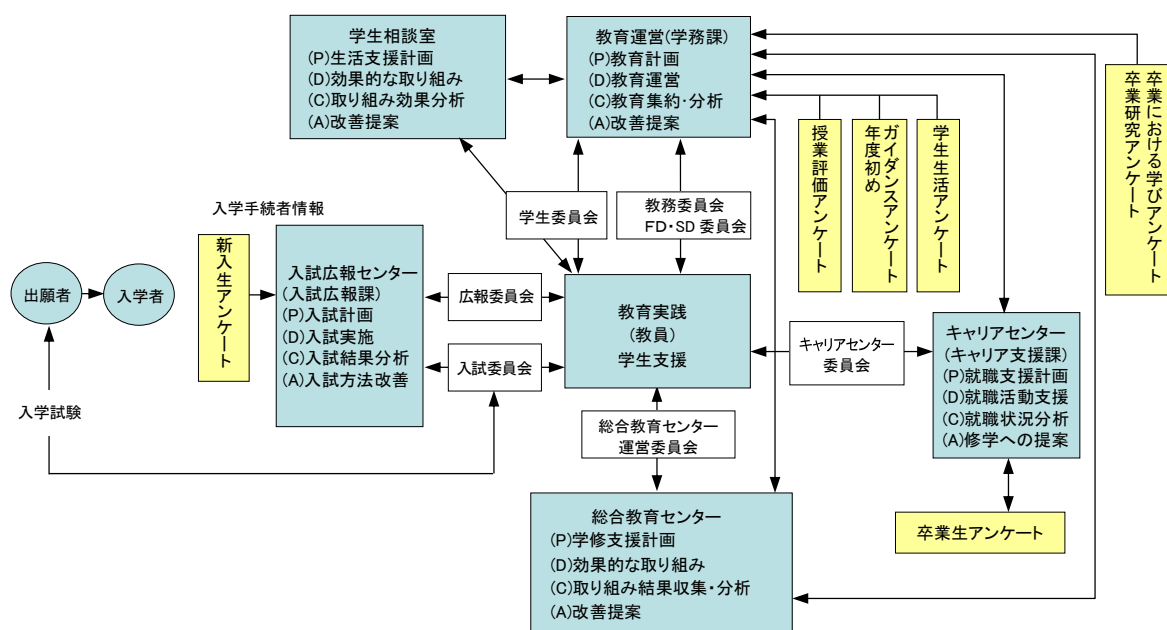 学生相談室
(P)生活支援計画
(D)効果的な取り組み
(C)取り組み効果分析
(A)改善提案
教育運営(学務課)
(P)教育計画
(D)教育運営
(C)教育集約･分析
(A)改善提案
卒業における学びアンケート
卒業研究アンケート
授業評価アンケート
ガイダンスアンケート
年度初め
学生生活アンケート
学生委員会
教務委員会
FD・SD 委員会
入学手続者情報
新入生アンケート
入試広報センター
(入試広報課)
(P)入試計画
(D)入試実施
(C)入試結果分析
(A)入試方法改善
出願者
入学者
広報委員会
入試委員会
教育実践
(教員)
学生支援
キャリアセンター
委員会
キャリアセンター
(キャリア支援課)
(P)就職支援計画
(D)就職活動支援
(C)就職状況分析
(A)修学への提案
入学試験
総合教育センター
運営委員会
総合教育センター
(P)学修支援計画
(D)効果的な取り組み
(C)取り組み結果収集・分析
(A)改善提案
卒業生アンケート